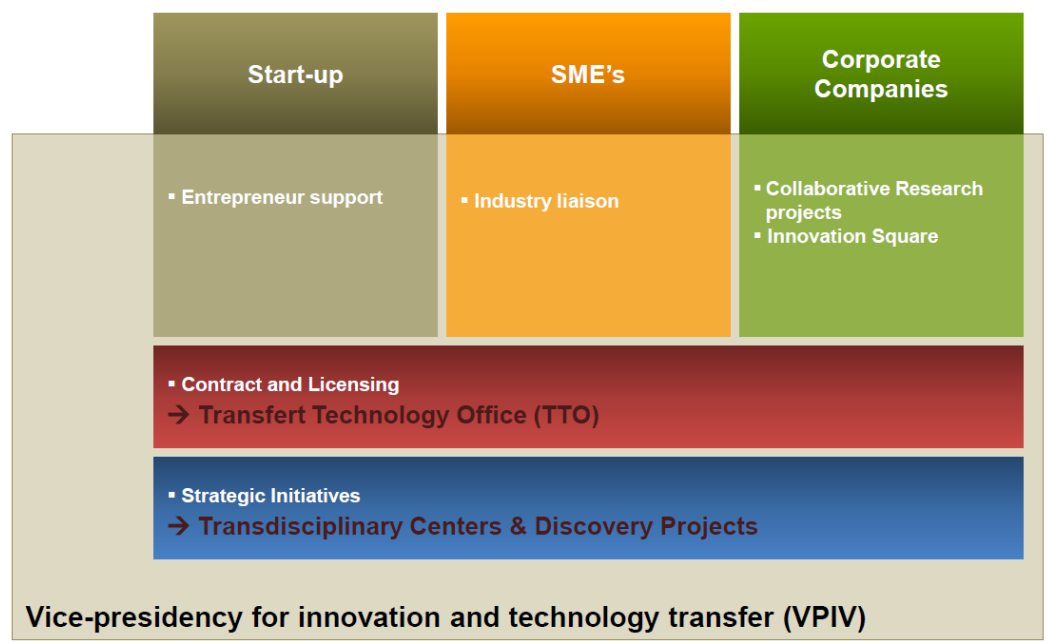 Start-up
SME's
Corporate
Companies
▪ Entrepreneur support
▪ Industry liaison
▪ Collaborative Research
projects
▪ Innovation Square
▪ Contract and Licensing
→ Transfert Technology Office (TTO)
▪ Strategic Initiatives
→ Transdisciplinary Centers & Discovery Projects
Vice-presidency for innovation and technology transfer (VPIV)